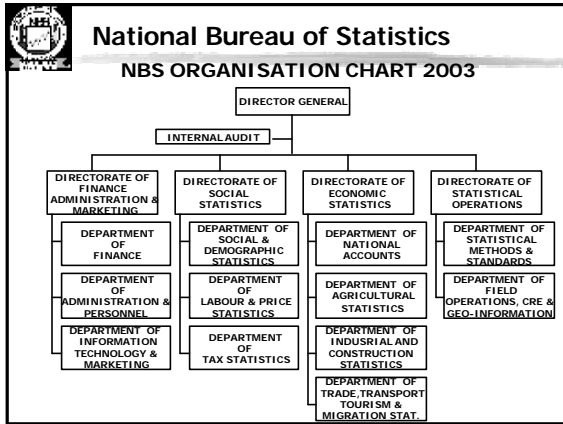 National Bureau of Statistics
NBS ORGANISATION CHART 2003
DIRECTOR GENERAL
INTERNAL AUDIT
DIRECTORATE OF
FINANCE
ADMINISTRATION &
MARKETING
DEPARTMENT
OF
FINANCE
DEPARTMENT
OF
ADMINISTRATION &
PERSONNEL
DEPARTMENT OF
INFORMATION
TECHNOLOGY &
MARKETING
DIRECTORATE OF
SOCIAL
STATISTICS
DEPARTMENT OF
SOCIAL &
DEMOGRAPHIC
STATISTICS
DEPARTMENT
OF
LABOUR & PRICE
STATISTICS
DEPARTMENT
OF
TAX STATISTICS
DIRECTORATE OF
ECONOMIC
STATISTICS
DEPARTMENT OF
NATIONAL
ACCOUNTS
DEPARTMENT OF
AGRICULTURAL
STATISTICS
DEPARTMENT OF
INDUSRIAL AND
CONSTRUCTION
STATISTICS
DEPARTMENT OF
TRADE,TRANSPORT
TOURISM &
MIGRATION STAT.
DIRECTORATE OF
STATISTICAL
OPERATIONS
DEPARTMENT OF
STATISTICAL
METHODS &
STANDARDS
DEPARTMENT OF
FIELD
OPERATIONS, CRE &
GEO-INFORMATION